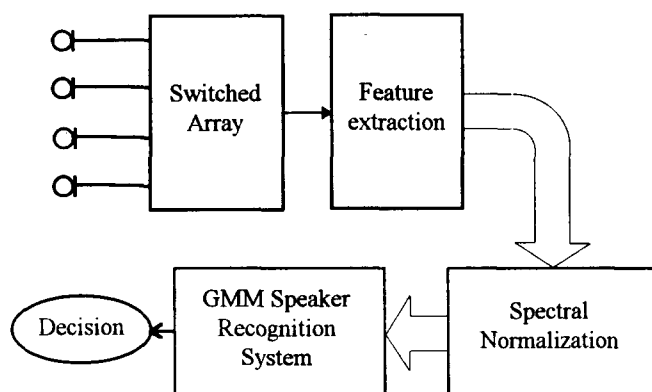 Switched
Array
Feature
extraction
Spectral
Normalization
GMM Speaker
Recognition
System
Decision